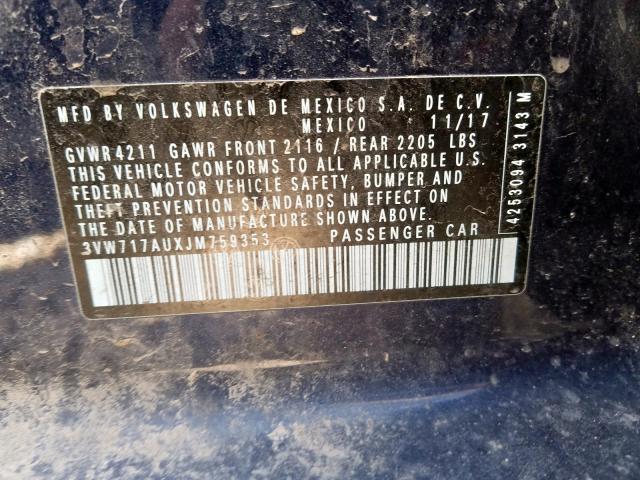 MFD BY VOLKSWAGEN DE MEXICO S.A. DE C.V.
MEXICO 11/17
GVWR4211 GAWR FRONT 2116 / REAR 2205 LBS
THIS VEHICLE CONFORMS TO ALL APPLICABLE U.S.
FEDERAL MOTOR VEHICLE SAFETY, BUMPER AND
THEFT PREVENTION STANDARDS IN EFFECT ON
THE DATE OF MANUFACTURE SHOWN ABOVE.
3VW717AUXJM759353 PASSENGER CAR
4253094 3143 M